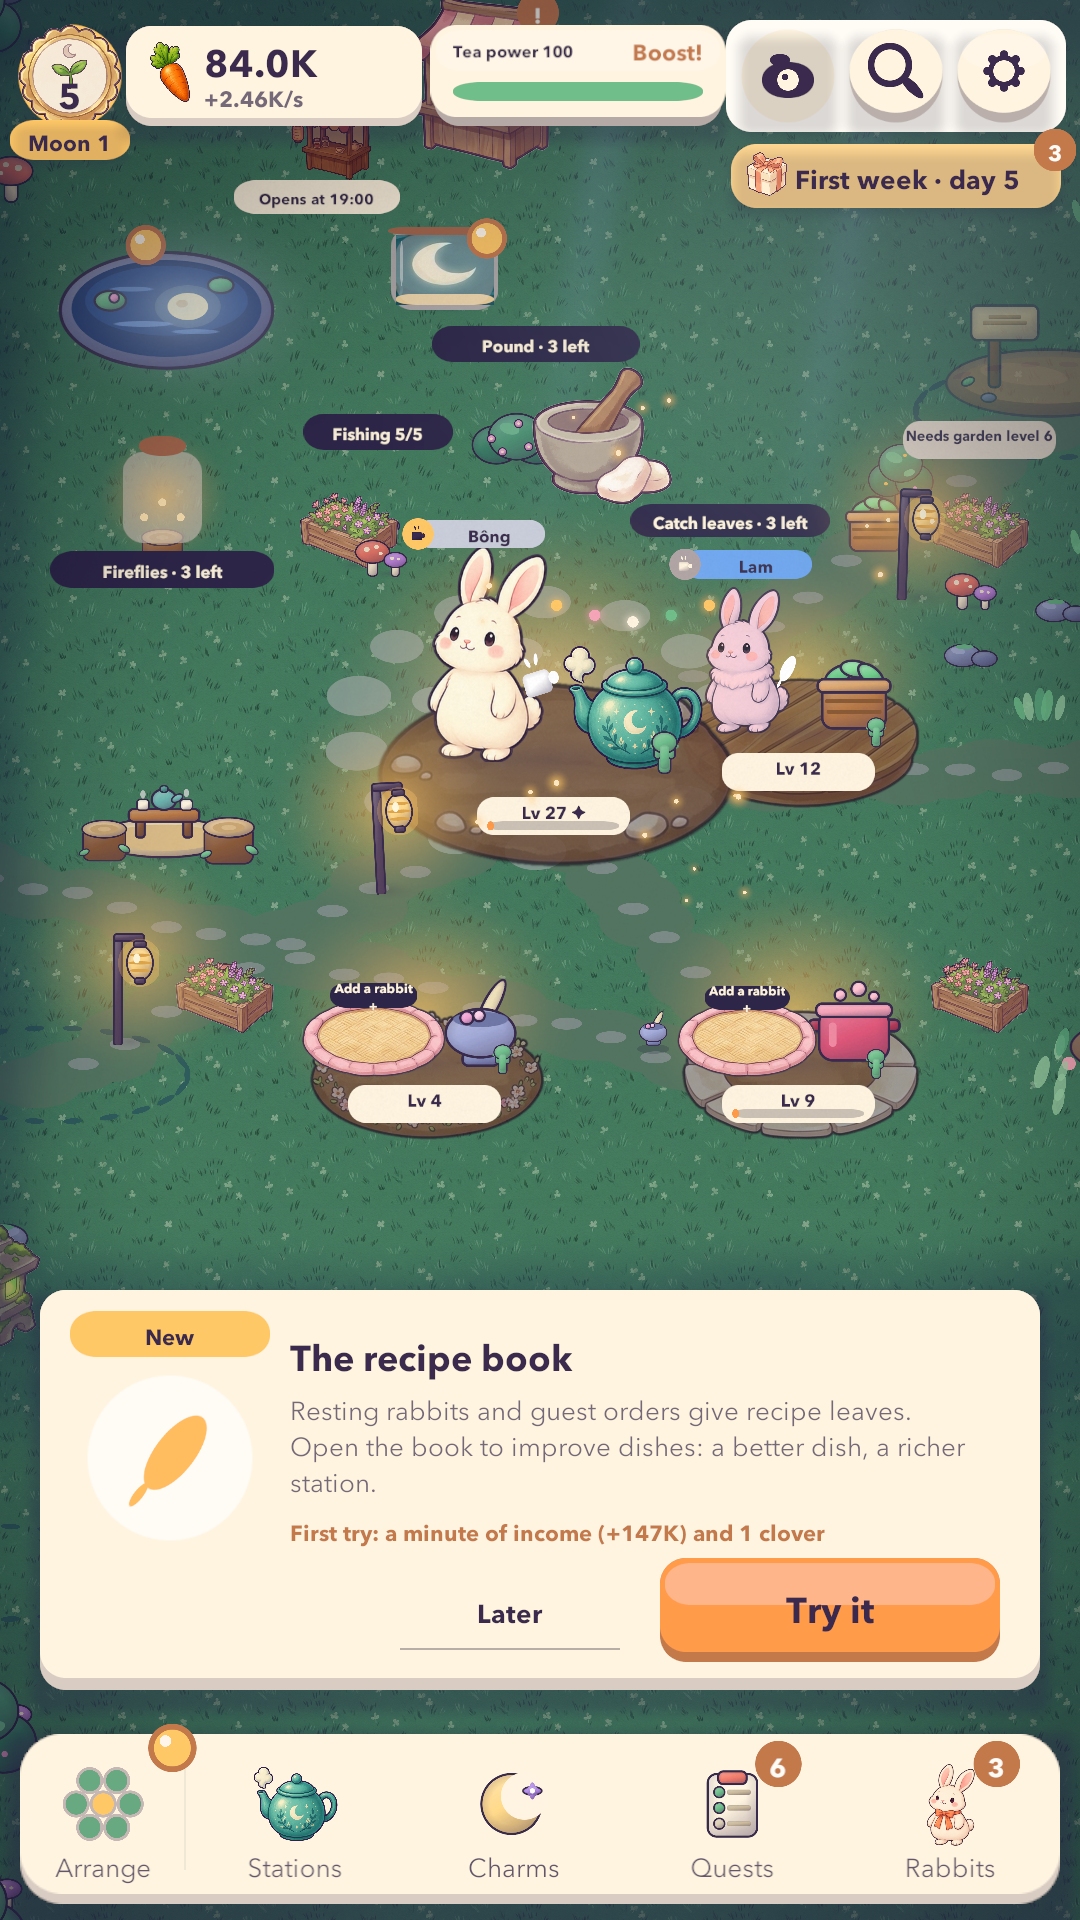 5
Moon 1
84.0K
+2.46K/s
Tea power 100
Boost!
!
3
First week · day 5
Opens at 19:00
Pound · 3 left
Fishing 5/5
Needs garden level 6
Catch leaves · 3 left
Bông
Lam
Fireflies · 3 left
Lv 12
Lv 27 ✦
Add a rabbit
+
Add a rabbit
+
Lv 4
Lv 9
New
The recipe book
Resting rabbits and guest orders give recipe leaves.
Open the book to improve dishes: a better dish, a richer
station.
First try: a minute of income (+147K) and 1 clover
Later
Try it
6
3
Arrange
Stations
Charms
Quests
Rabbits